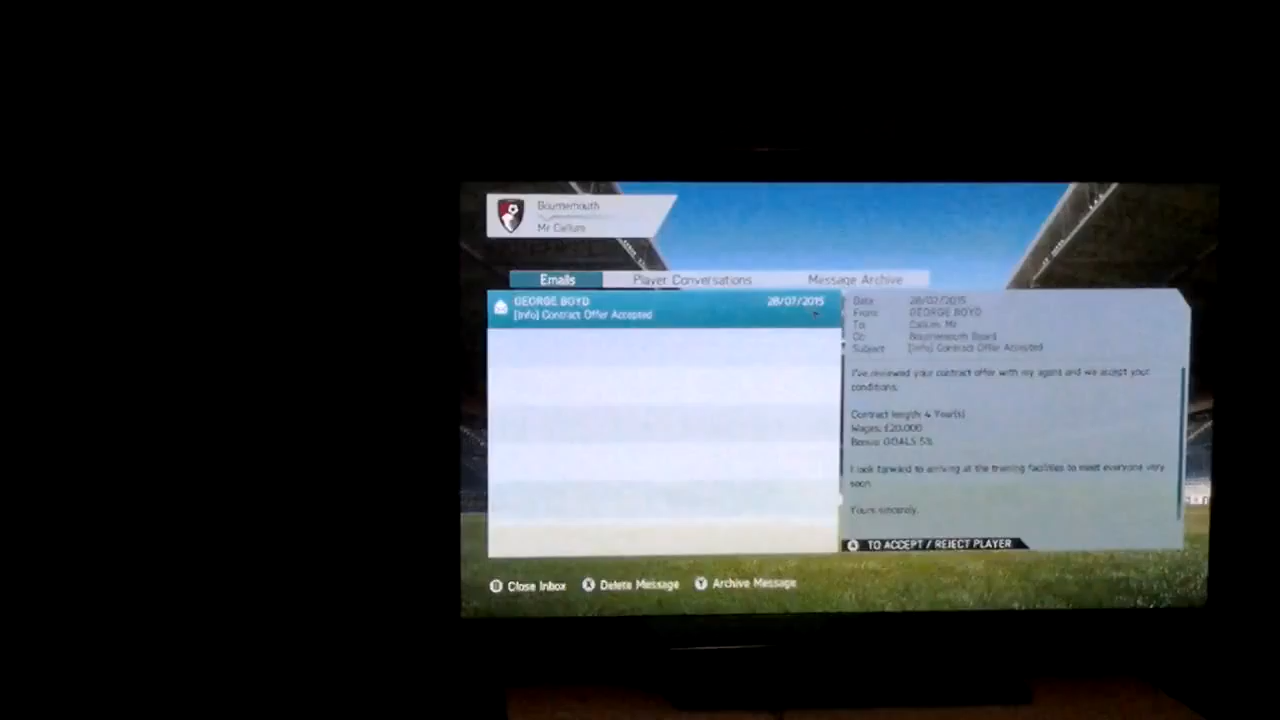 Bournemouth
Mr Callum
Emails Player Conversations Message Archive
GEORGE BOYD 28/07/2015
[Info] Contract Offer Accepted
Date 28/07/2015
From: GEORGE BOYD
To: Callum, Mr
Cc: Bournemouth Board
Subject [Info] Contract Offer Accepted
I've reviewed your contract offer with my agent and we accept your
conditions.
Contract length: 4 Year(s)
Wages: £20,000
Bonus: GOALS 5%
I look forward to arriving at the training facilities to meet everyone very
soon.
Yours sincerely,
A TO ACCEPT / REJECT PLAYER
B Close Inbox X Delete Message Y Archive Message